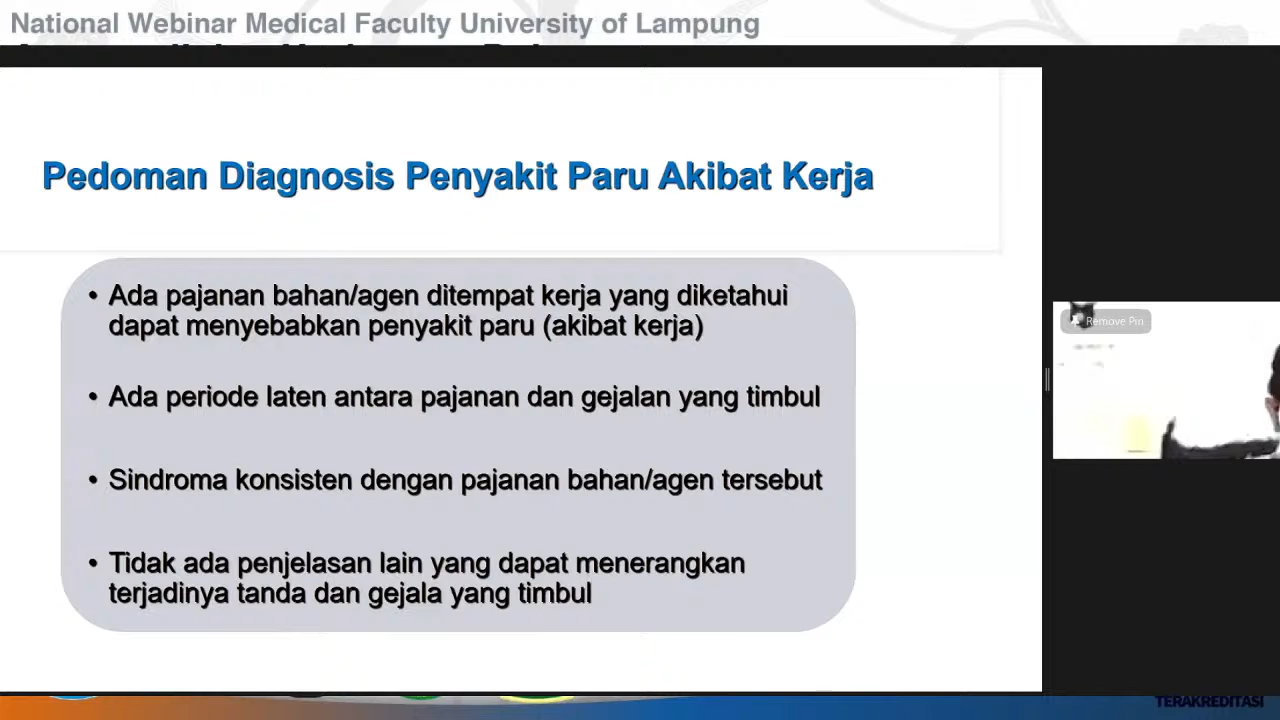 National Webinar Medical Faculty University of Lampung
Pedoman Diagnosis Penyakit Paru Akibat Kerja
• Ada pajanan bahan/agen ditempat kerja yang diketahui
dapat menyebabkan penyakit paru (akibat kerja)
• Ada periode laten antara pajanan dan gejalan yang timbul
• Sindroma konsisten dengan pajanan bahan/agen tersebut
• Tidak ada penjelasan lain yang dapat menerangkan
terjadinya tanda dan gejala yang timbul
Remove Pin
TERAKREDITASI